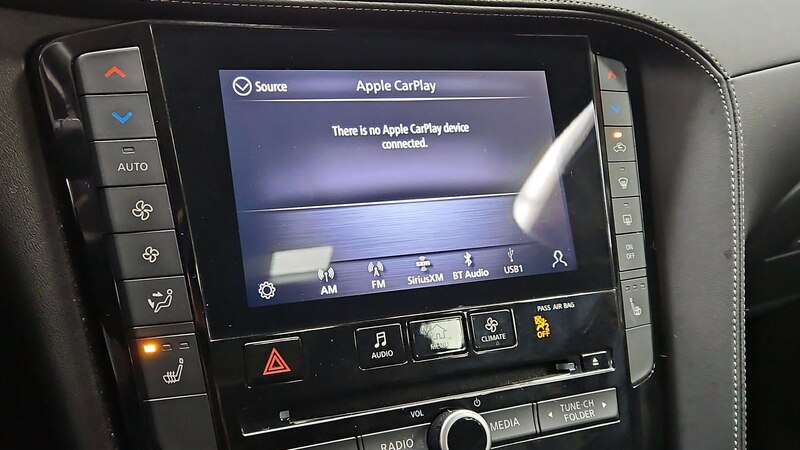 Source
Apple CarPlay
There is no Apple CarPlay device
connected.
AM
FM
SiriusXM
BT Audio
USB1
AUTO
ON
OFF
AUDIO
MENU
CLIMATE
PASS AIR BAG
OFF
VOL
RADIO
MEDIA
TUNE·CH
FOLDER